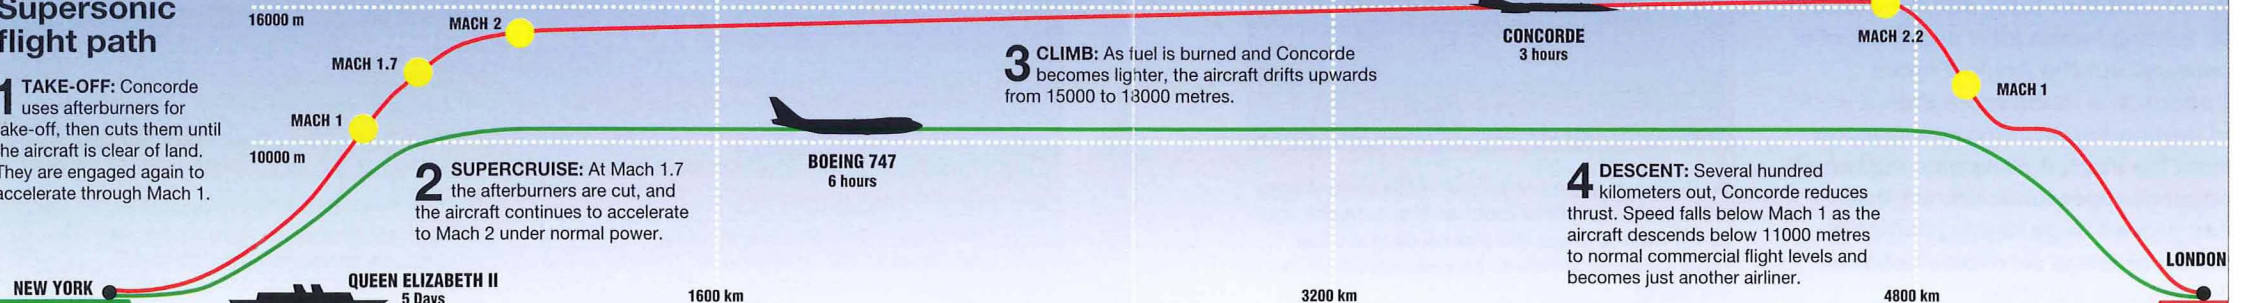 Supersonic
flight path
1 TAKE-OFF: Concorde
uses afterburners for
take-off, then cuts them until
the aircraft is clear of land.
They are engaged again to
accelerate through Mach 1.
16000 m
MACH 2
MACH 1.7
MACH 1
10000 m
2 SUPERCRUISE: At Mach 1.7
the afterburners are cut, and
the aircraft continues to accelerate
to Mach 2 under normal power.
3 CLIMB: As fuel is burned and Concorde
becomes lighter, the aircraft drifts upwards
from 15000 to 18000 metres.
CONCORDE
3 hours
MACH 2.2
MACH 1
BOEING 747
6 hours
4 DESCENT: Several hundred
kilometers out, Concorde reduces
thrust. Speed falls below Mach 1 as the
aircraft descends below 11000 metres
to normal commercial flight levels and
becomes just another airliner.
NEW YORK
QUEEN ELIZABETH II
5 Days
1600 km
3200 km
4800 km
LONDON